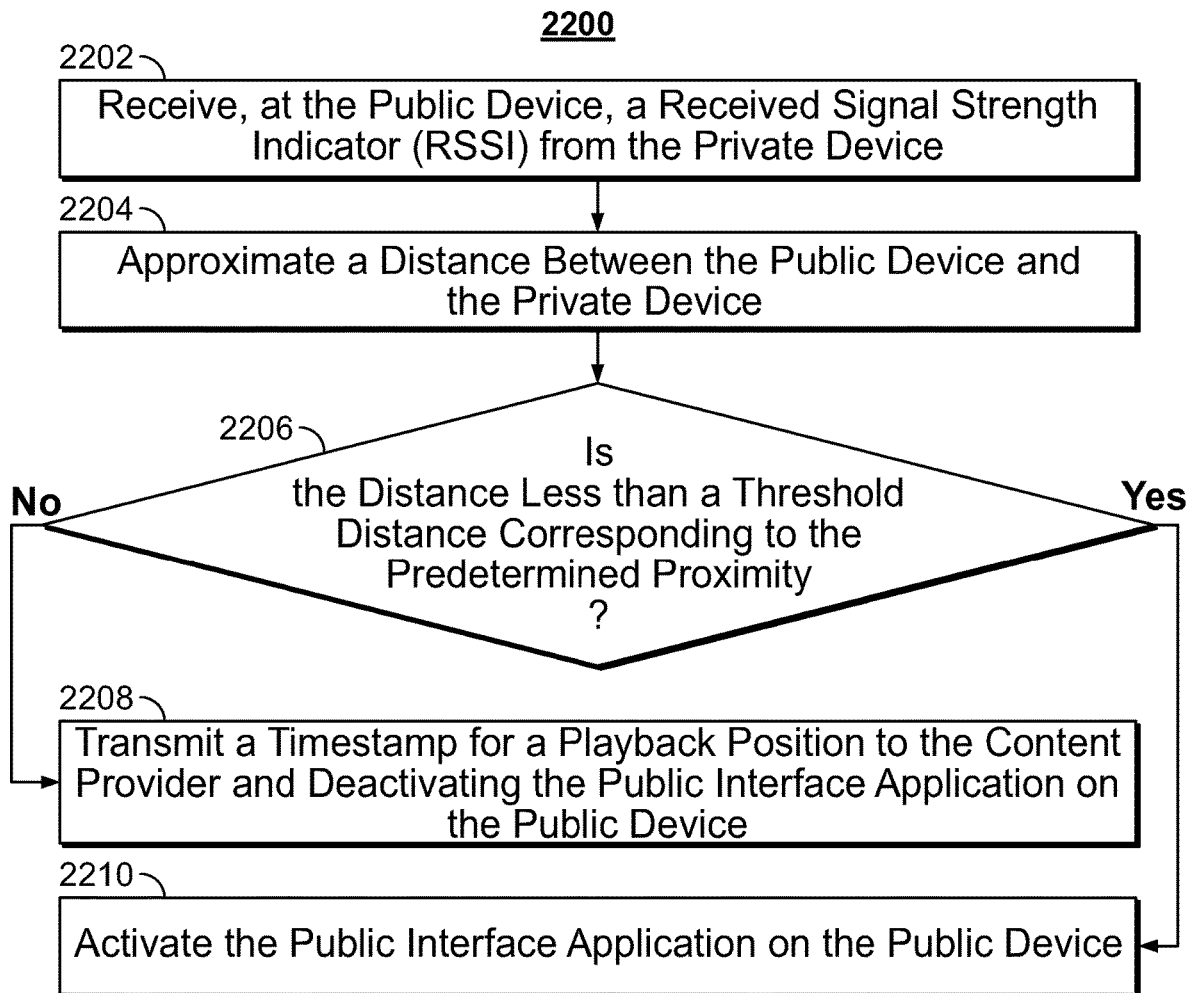 2200
2202
Receive, at the Public Device, a Received Signal Strength
Indicator (RSSI) from the Private Device
2204
Approximate a Distance Between the Public Device and
the Private Device
2206
Is
the Distance Less than a Threshold
Distance Corresponding to the
Predetermined Proximity
?
No
Yes
2208
Transmit a Timestamp for a Playback Position to the Content
Provider and Deactivating the Public Interface Application on
the Public Device
2210
Activate the Public Interface Application on the Public Device